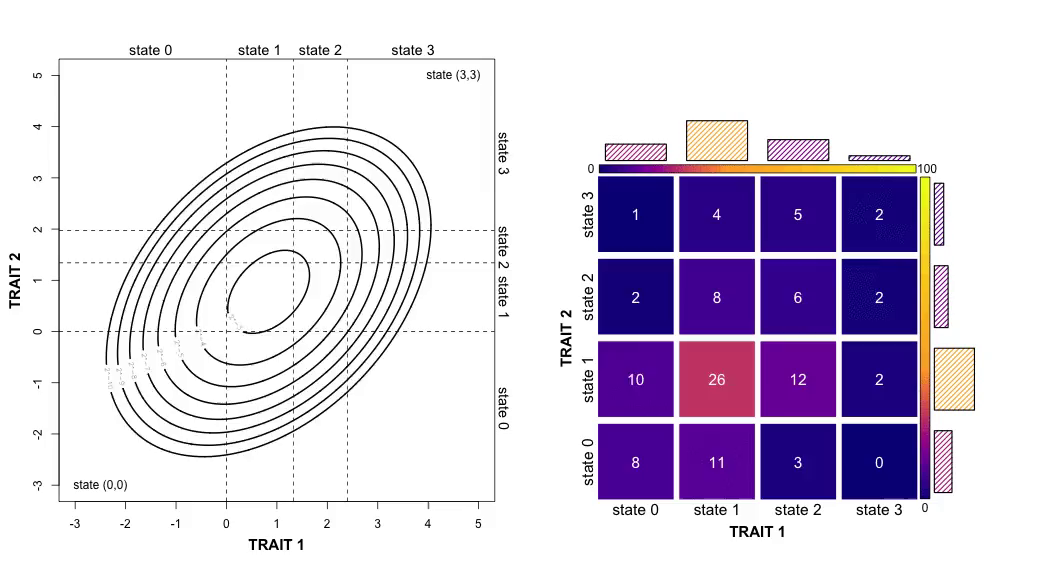 state 0 state 1 state 2 state 3
state (3,3)
5
4
3
2
1
0
-1
-2
-3
TRAIT 2
state 3
state 2
state 1
state 0
state (0,0)
-3 -2 -1 0 1 2 3 4 5
TRAIT 1
0 100
state 3 1 4 5 2
state 2 2 8 6 2
state 1 10 26 12 2
state 0 8 11 3 0
TRAIT 2
0
state 0 state 1 state 2 state 3
TRAIT 1